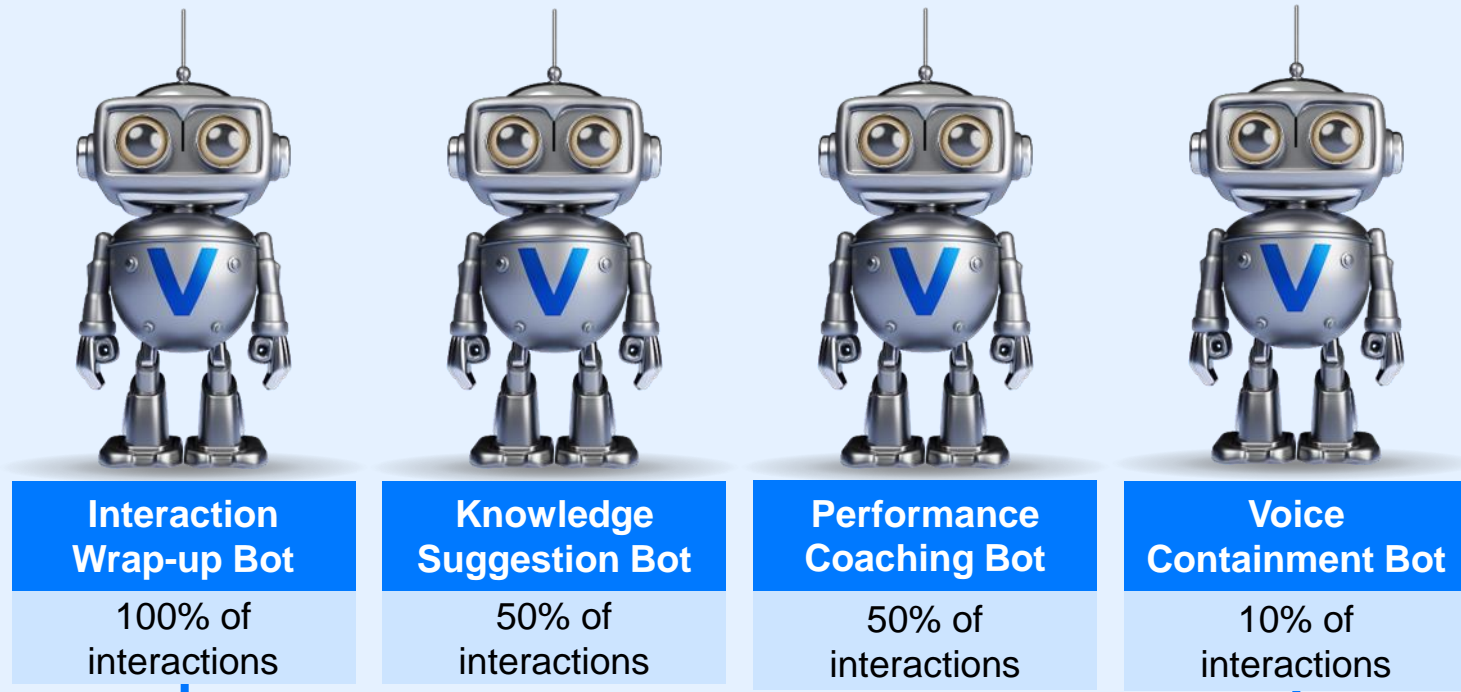 V
V
V
V
Interaction
Wrap-up Bot
100% of
interactions
Knowledge
Suggestion Bot
50% of
interactions
Performance
Coaching Bot
50% of
interactions
Voice
Containment Bot
10% of
interactions